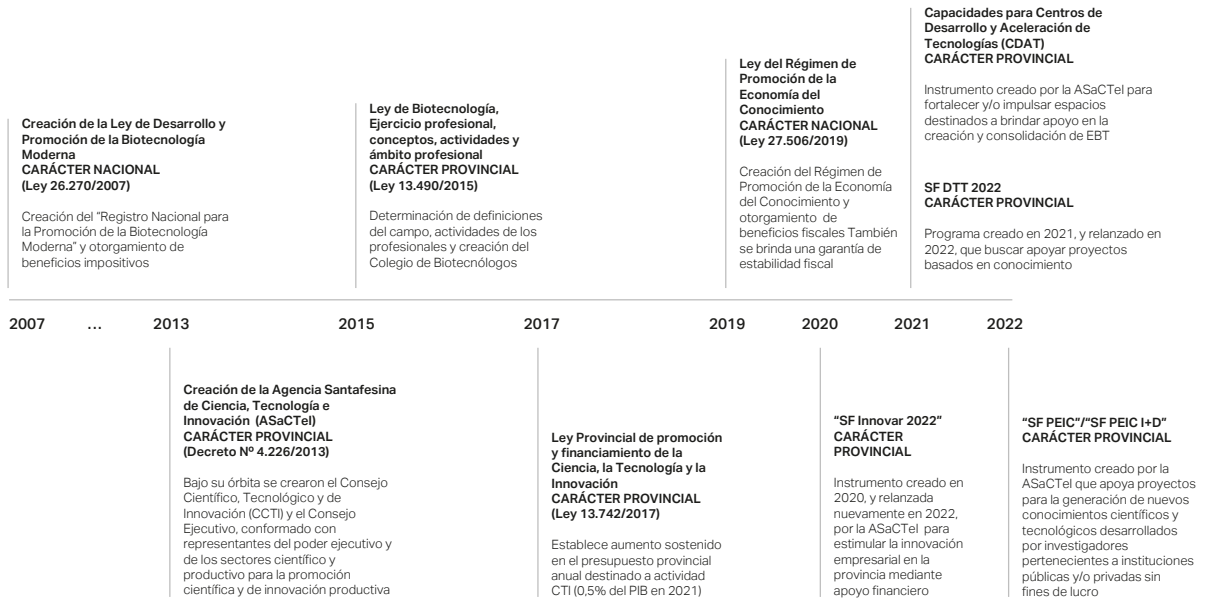 Creación de la Ley de Desarrollo y
Promoción de la Biotecnología
Moderna
CARÁCTER NACIONAL
(Ley 26.270/2007)
Creación del "Registro Nacional para
la Promoción de la Biotecnología
Moderna" y otorgamiento de
beneficios impositivos
Ley de Biotecnología,
Ejercicio profesional,
conceptos, actividades y
ámbito profesional
CARÁCTER PROVINCIAL
(Ley 13.490/2015)
Determinación de definiciones
del campo, actividades de los
profesionales y creación del
Colegio de Biotecnólogos
Ley del Régimen de
Promoción de la
Economía del
Conocimiento
CARÁCTER NACIONAL
(Ley 27.506/2019)
Creación del Régimen de
Promoción de la Economía
del Conocimiento y
otorgamiento de
beneficios fiscales También
se brinda una garantía de
estabilidad fiscal
Capacidades para Centros de
Desarrollo y Aceleración de
Tecnologías (CDAT)
CARÁCTER PROVINCIAL
Instrumento creado por la ASaCTeI para
fortalecer y/o impulsar espacios
destinados a brindar apoyo en la
creación y consolidación de EBT
SF DTT 2022
CARÁCTER PROVINCIAL
Programa creado en 2021, y relanzado en
2022, que buscar apoyar proyectos
basados en conocimiento
2007 ... 2013 2015 2017 2019 2020 2021 2022
Creación de la Agencia Santafesina
de Ciencia, Tecnología e
Innovación (ASaCTeI)
CARÁCTER PROVINCIAL
(Decreto Nº 4.226/2013)
Bajo su órbita se crearon el Consejo
Científico, Tecnológico y de
Innovación (CCTI) y el Consejo
Ejecutivo, conformado con
representantes del poder ejecutivo y
de los sectores científico y
productivo para la promoción
científica y de innovación productiva
Ley Provincial de promoción
y financiamiento de la
Ciencia, la Tecnología y la
Innovación
CARÁCTER PROVINCIAL
(Ley 13.742/2017)
Establece aumento sostenido
en el presupuesto provincial
anual destinado a actividad
CTI (0,5% del PIB en 2021)
"SF Innovar 2022"
CARÁCTER
PROVINCIAL
Instrumento creado en
2020, y relanzada
nuevamente en 2022,
por la ASaCTeI para
estimular la innovación
empresarial en la
provincia mediante
apoyo financiero
"SF PEIC"/"SF PEIC I+D"
CARÁCTER PROVINCIAL
Instrumento creado por la
ASaCTeI que apoya proyectos
para la generación de nuevos
conocimientos científicos y
tecnológicos desarrollados
por investigadores
pertenecientes a instituciones
públicas y/o privadas sin
fines de lucro